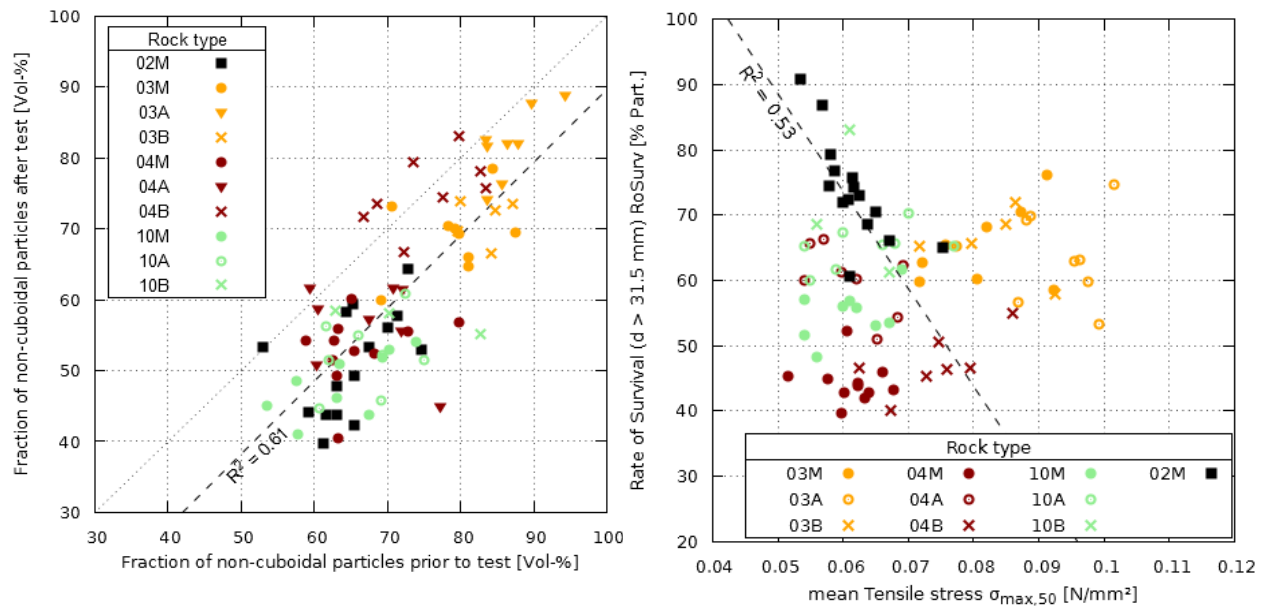 Fraction of non-cuboidal particles after test [Vol-%]
100
90
80
70
60
50
40
30
Rock type
02M
03M
03A
03B
04M
04A
04B
10M
10A
10B
R² = 0.61
30 40 50 60 70 80 90 100
Fraction of non-cuboidal particles prior to test [Vol-%]
Rate of Survival (d > 31.5 mm) RoSurv [% Part.]
100
90
80
70
60
50
40
30
20
R² = 0.53
Rock type
03M 04M 10M 02M
03A 04A 10A
03B 04B 10B
0.04 0.05 0.06 0.07 0.08 0.09 0.1 0.11 0.12
mean Tensile stress σmax,50 [N/mm²]